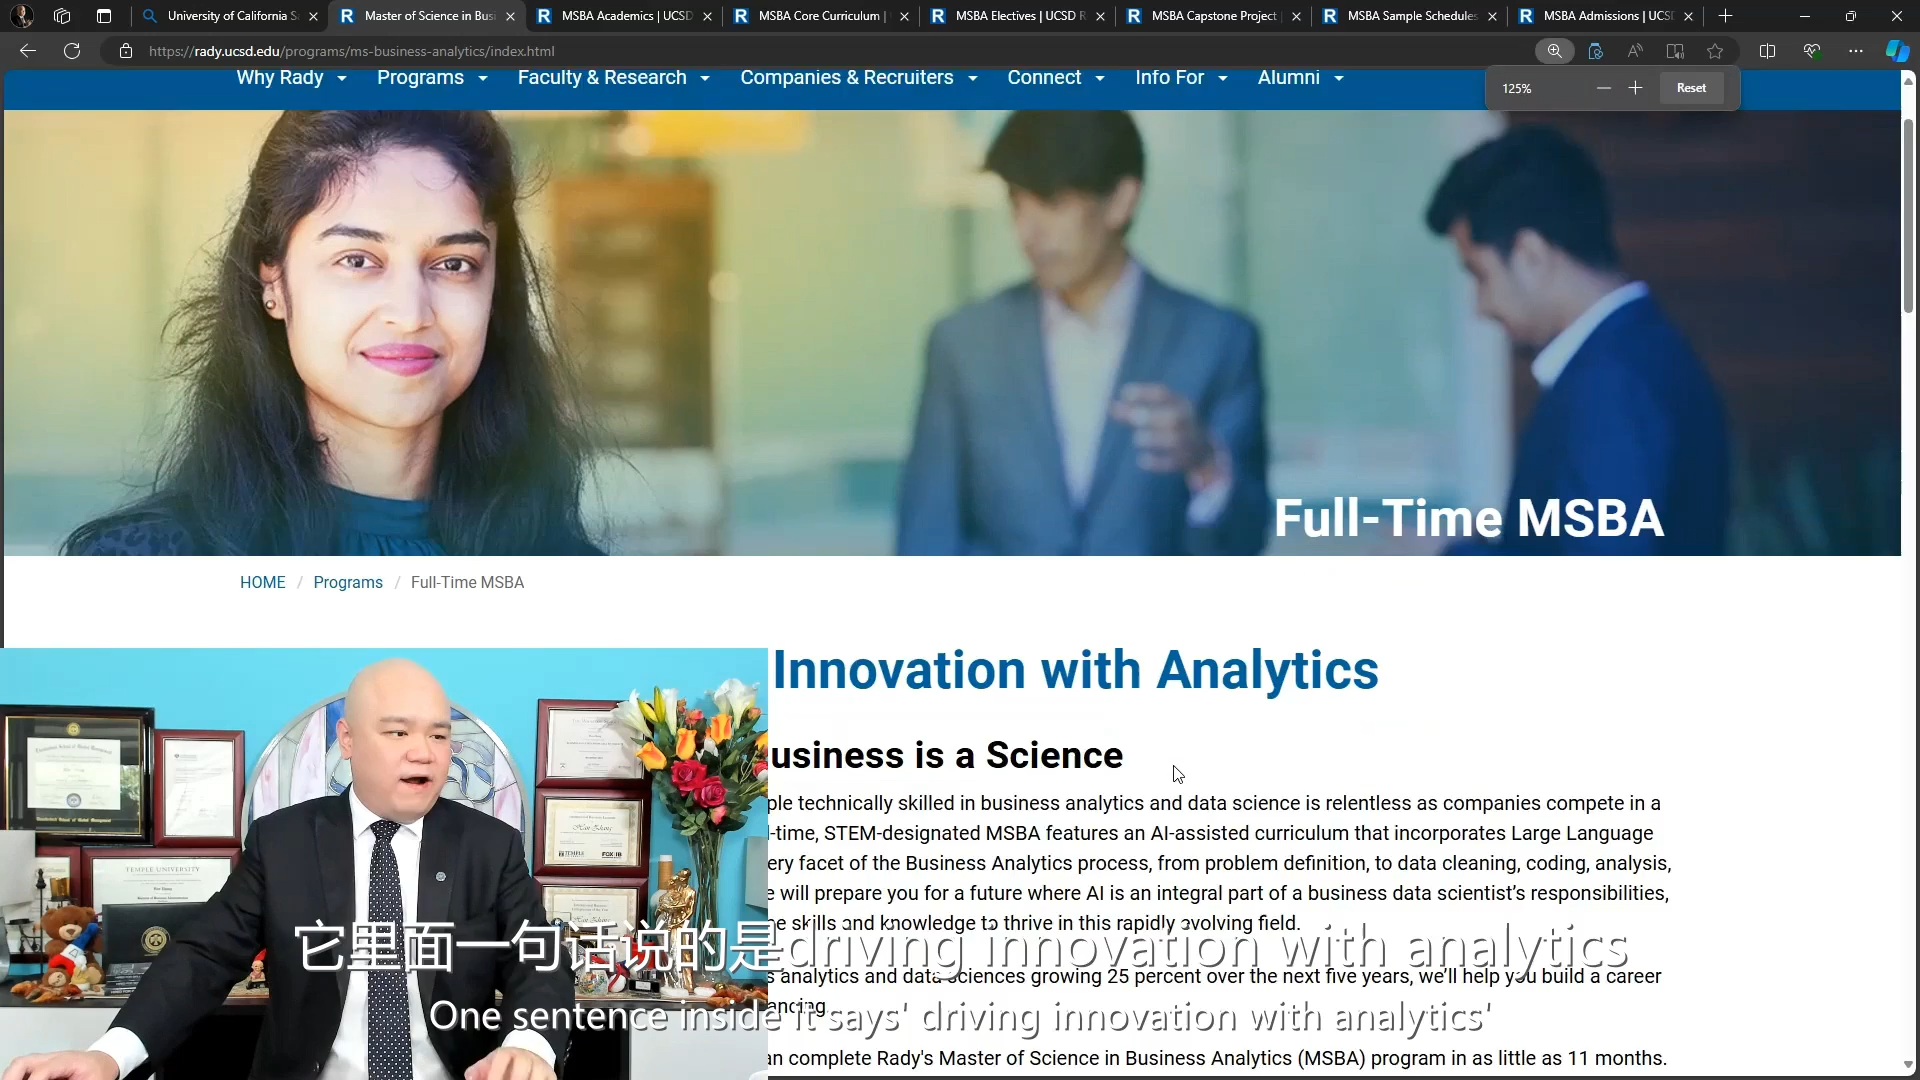 University of California S
Master of Science in Busi
MSBA Academics | UCSD
MSBA Core Curriculum |
MSBA Electives | UCSD R
MSBA Capstone Project
MSBA Sample Schedules
MSBA Admissions | UCSD
https://rady.ucsd.edu/programs/ms-business-analytics/index.html
Why Rady
Programs
Faculty & Research
Companies & Recruiters
Connect
Info For
Alumni
125%
Reset
Full-Time MSBA
HOME / Programs / Full-Time MSBA
Innovation with Analytics
usiness is a Science
ple technically skilled in business analytics and data science is relentless as companies compete in a
-time, STEM-designated MSBA features an AI-assisted curriculum that incorporates Large Language
ery facet of the Business Analytics process, from problem definition, to data cleaning, coding, analysis,
e will prepare you for a future where AI is an integral part of a business data scientist's responsibilities,
e skills and knowledge to thrive in this rapidly evolving field.
它里面一句话说的是driving innovation with analytics
s analytics and data sciences growing 25 percent over the next five years, we'll help you build a career
One sentence inside it says' driving innovation with analytics'
an complete Rady's Master of Science in Business Analytics (MSBA) program in as little as 11 months.
TEMPLE UNIVERSITY